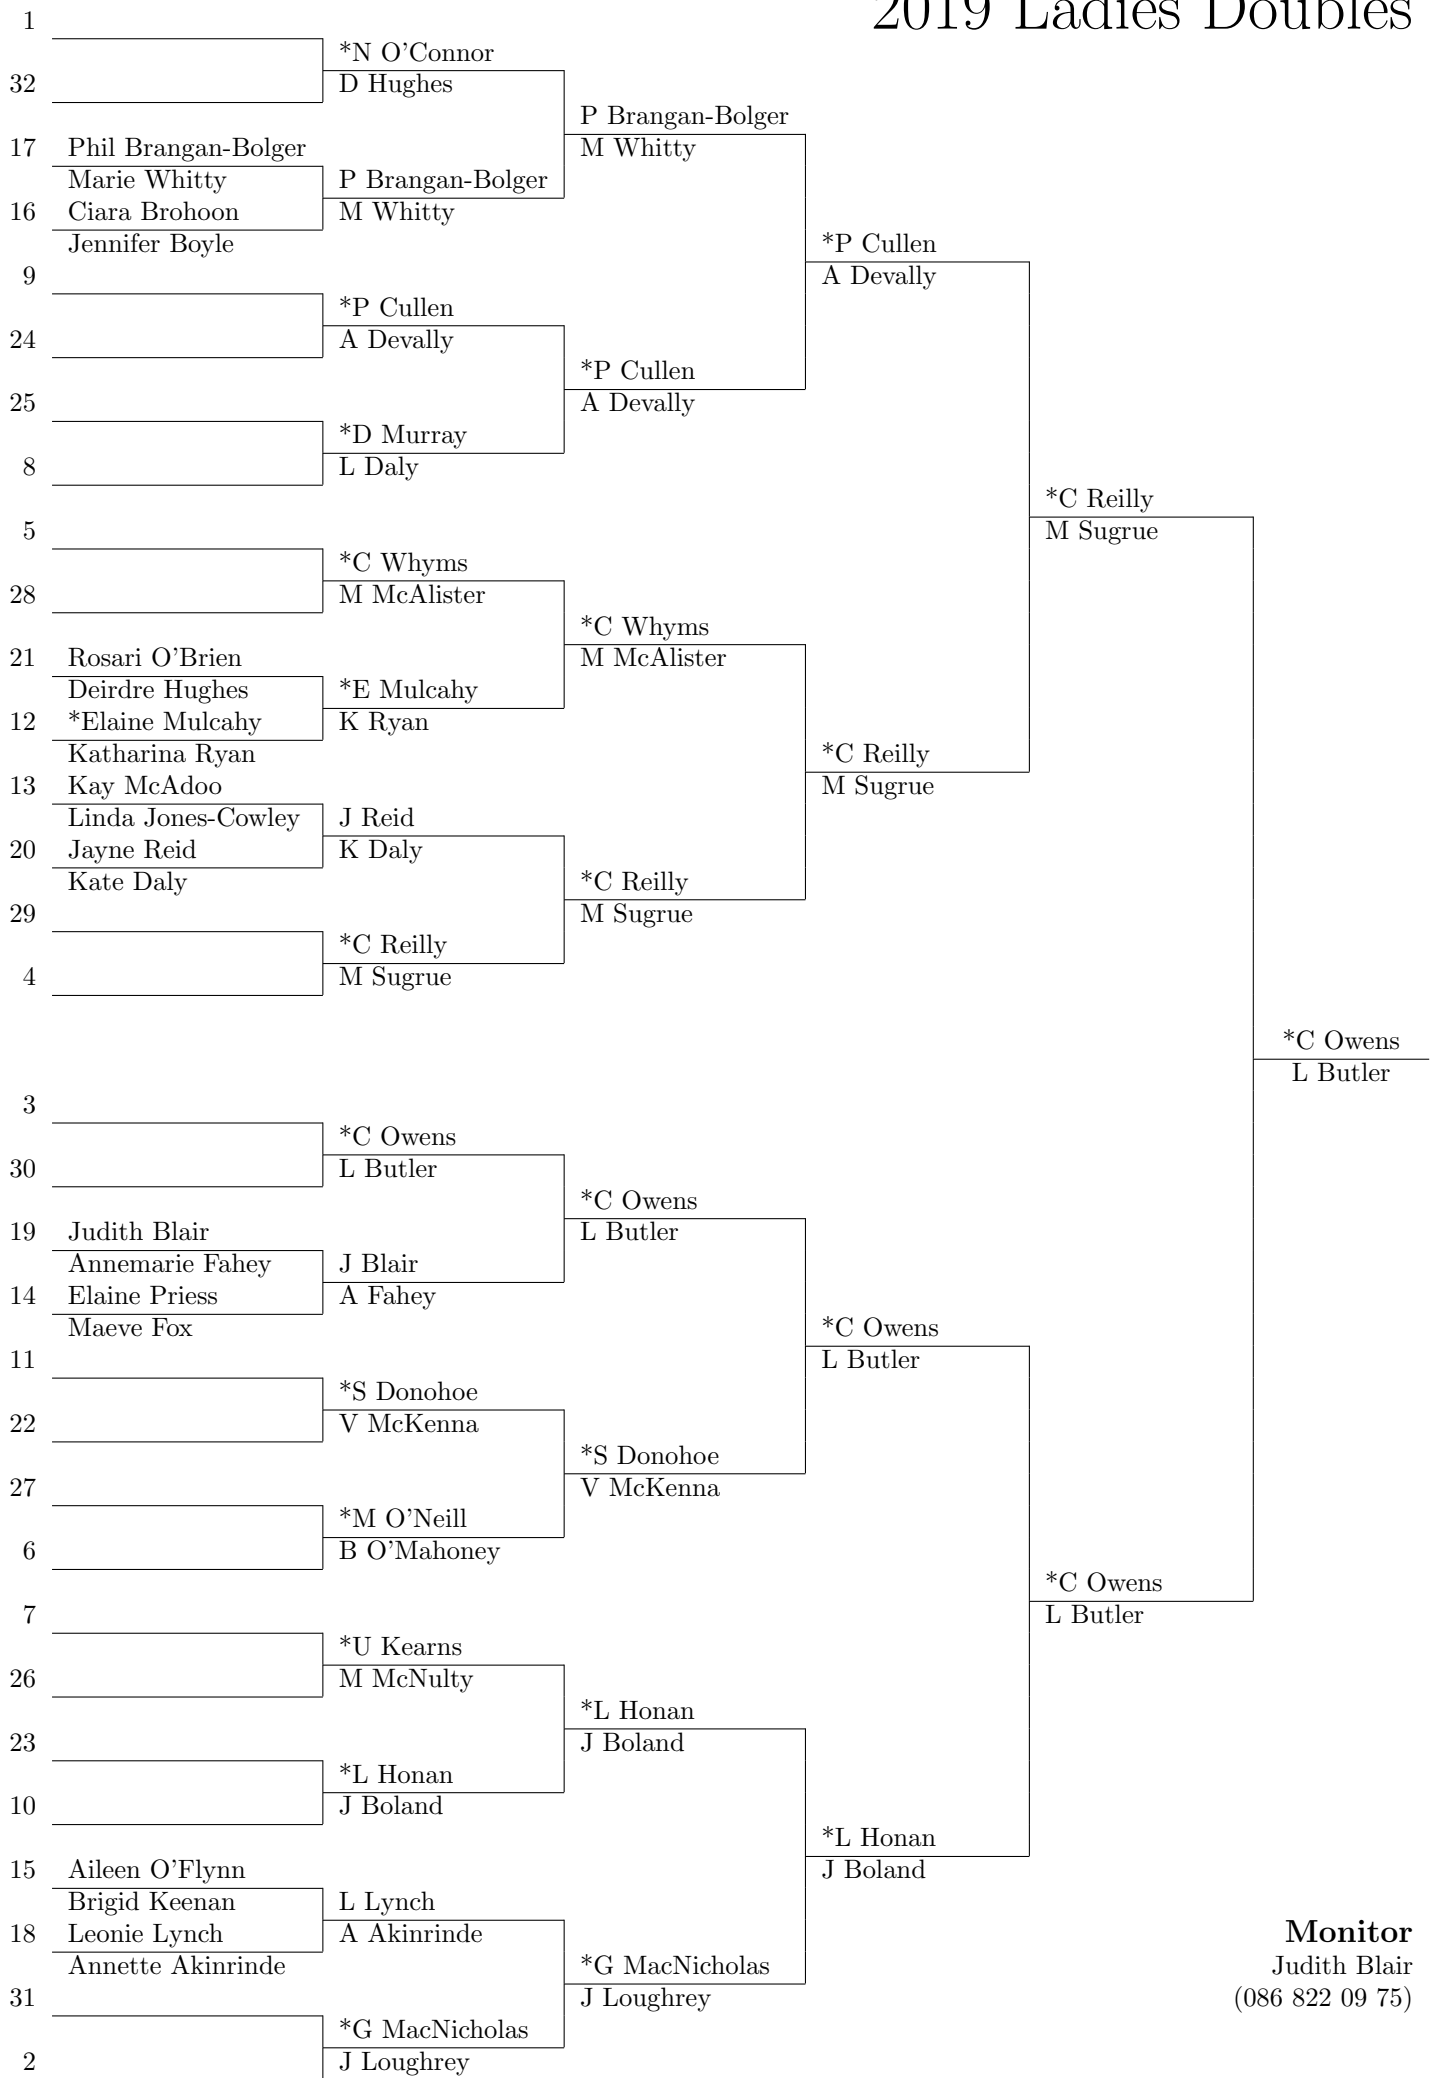 2019 Ladies Doubles
1
*N O'Connor
32
D Hughes
P Brangan-Bolger
17
Phil Brangan-Bolger
M Whitty
Marie Whitty
P Brangan-Bolger
16
Ciara Brohoon
M Whitty
Jennifer Boyle
*P Cullen
9
A Devally
*P Cullen
24
A Devally
*P Cullen
25
A Devally
*D Murray
8
L Daly
*C Reilly
5
M Sugrue
*C Whyms
28
M McAlister
*C Whyms
21
Rosari O'Brien
M McAlister
Deirdre Hughes
*E Mulcahy
12
*Elaine Mulcahy
K Ryan
Katharina Ryan
*C Reilly
13
Kay McAdoo
M Sugrue
Linda Jones-Cowley
J Reid
20
Jayne Reid
K Daly
Kate Daly
*C Reilly
29
M Sugrue
*C Reilly
4
M Sugrue
*C Owens
L Butler
3
*C Owens
30
L Butler
*C Owens
19
Judith Blair
L Butler
Annemarie Fahey
J Blair
14
Elaine Priess
A Fahey
Maeve Fox
*C Owens
11
L Butler
*S Donohoe
22
V McKenna
*S Donohoe
27
V McKenna
*M O'Neill
6
B O'Mahoney
*C Owens
7
L Butler
*U Kearns
26
M McNulty
*L Honan
23
J Boland
*L Honan
10
J Boland
*L Honan
15
Aileen O'Flynn
J Boland
Brigid Keenan
L Lynch
18
Leonie Lynch
A Akinrinde
Monitor
Annette Akinrinde
*G MacNicholas
Judith Blair
31
J Loughrey
(086 822 09 75)
*G MacNicholas
2
J Loughrey